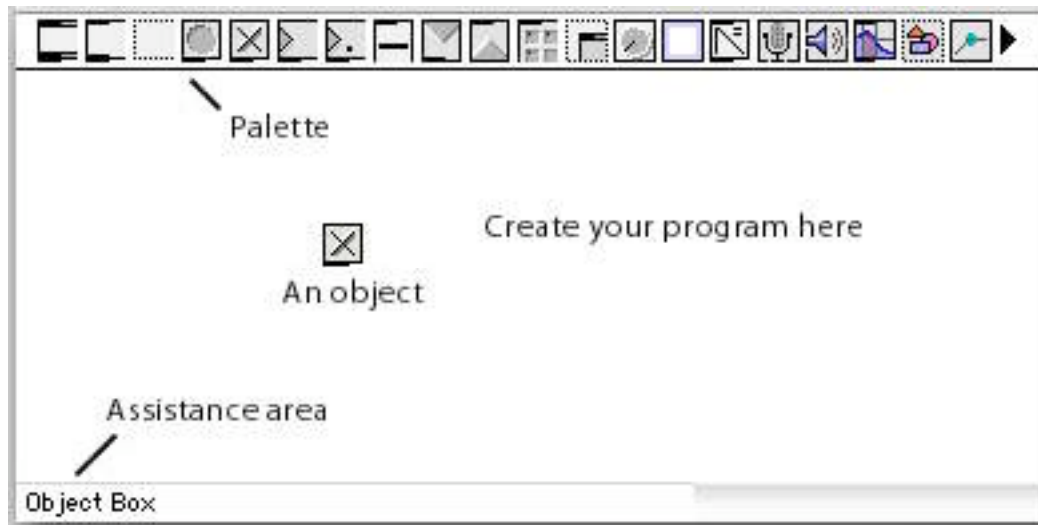 Palette
Create your program here
An object
Assistance area
Object Box